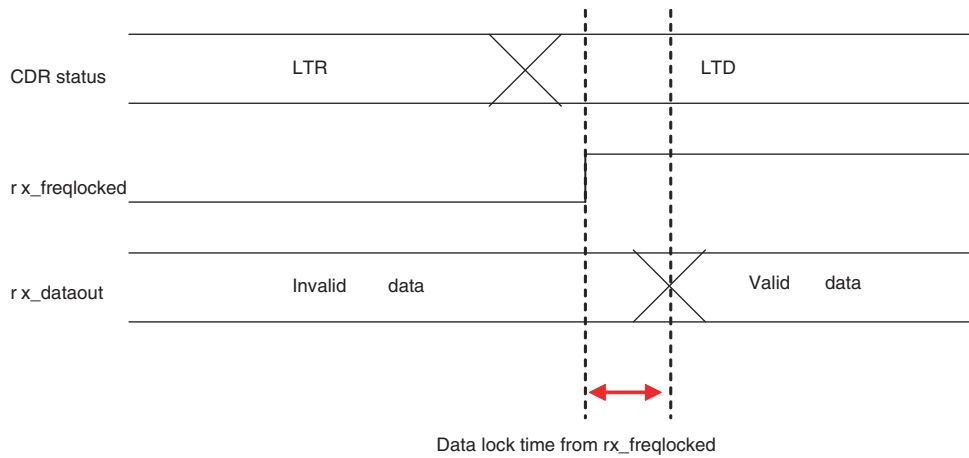 CDR status
LTR
LTD
r x_freqlocked
r x_dataout
Invalid data
Valid data
Data lock time from rx_freqlocked